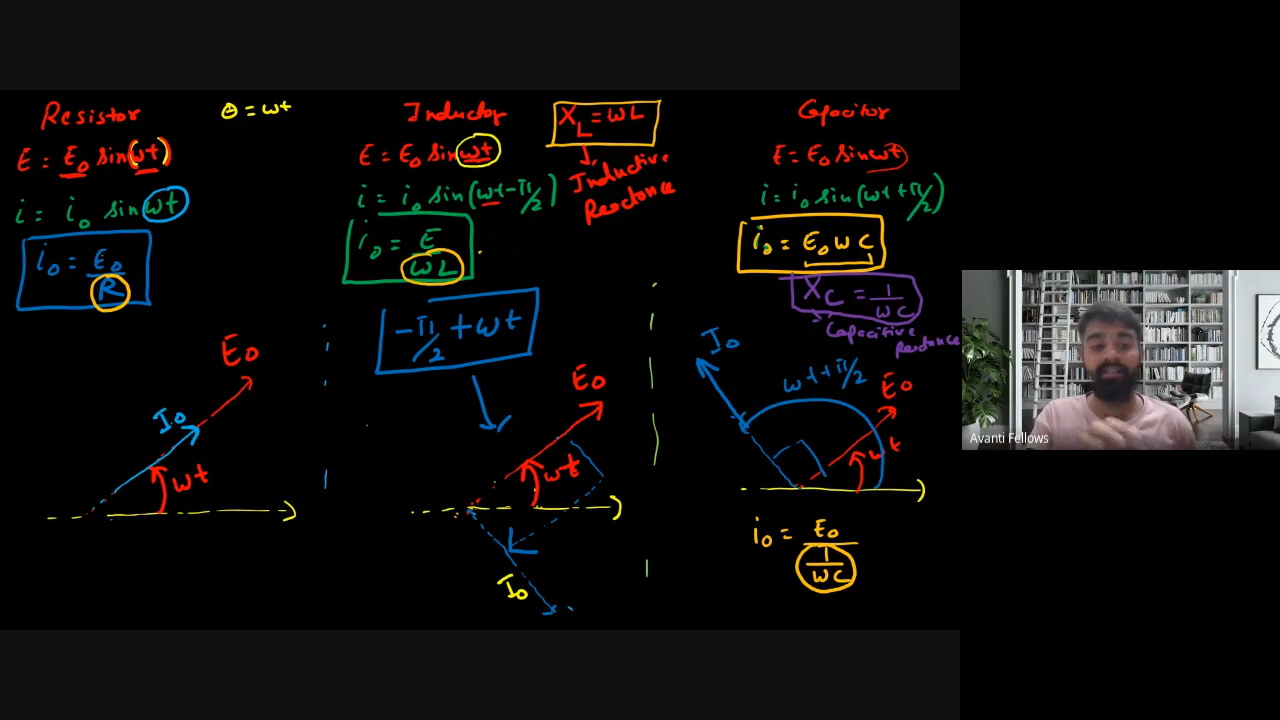 Resistor
θ = ωt
E = E₀ sin(ωt)
i = i₀ sin ωt
i₀ = E₀/R
E₀
I₀
ωt
Inductor
X_L = ωL
Inductive
Reactance
E = E₀ sin ωt
i = i₀ sin(ωt - π/2)
i₀ = E/ωL
-π/2 + ωt
E₀
ωt
I₀
Capacitor
E = E₀ sin ωt)
i = i₀ sin(ωt + π/2)
i₀ = E₀ ωC
X_C = 1/ωC
Capacitive
Reactance
I₀
ωt + π/2
E₀
ωt
i₀ = E₀/(1/ωC)
Avanti Fellows